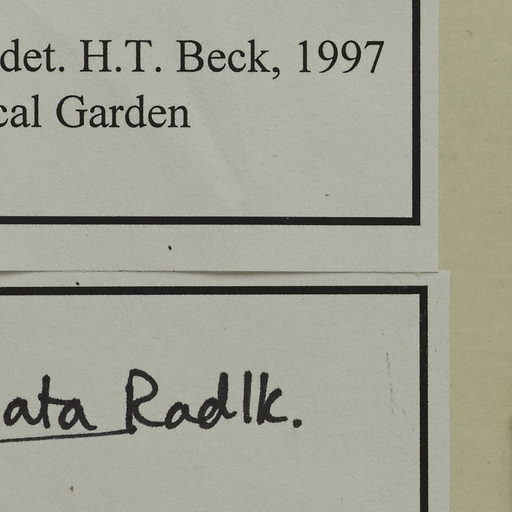 det. H.T. Beck, 1997
cal Garden
ata Radlk.